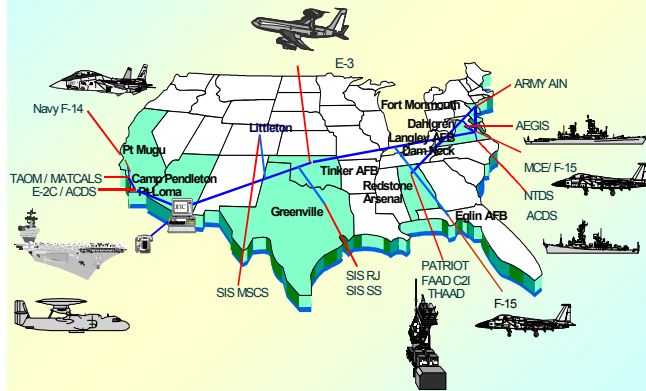 E-3
ARMY AIN
Navy F-14
Fort Monmouth
Dahlgren
AEGIS
Littleton
Langley AFB
Dam Neck
Pt Mugu
MCE/ F-15
TAOM / MATCALS
Camp Pendleton
Tinker AFB
E-2C / ACDS
Pt Loma
Redstone
Arsenal
NTDS
JITC
Greenville
Eglin AFB
ACDS
PATRIOT
FAAD C2I
THAAD
SIS MSCS
SIS RJ
SIS SS
F-15